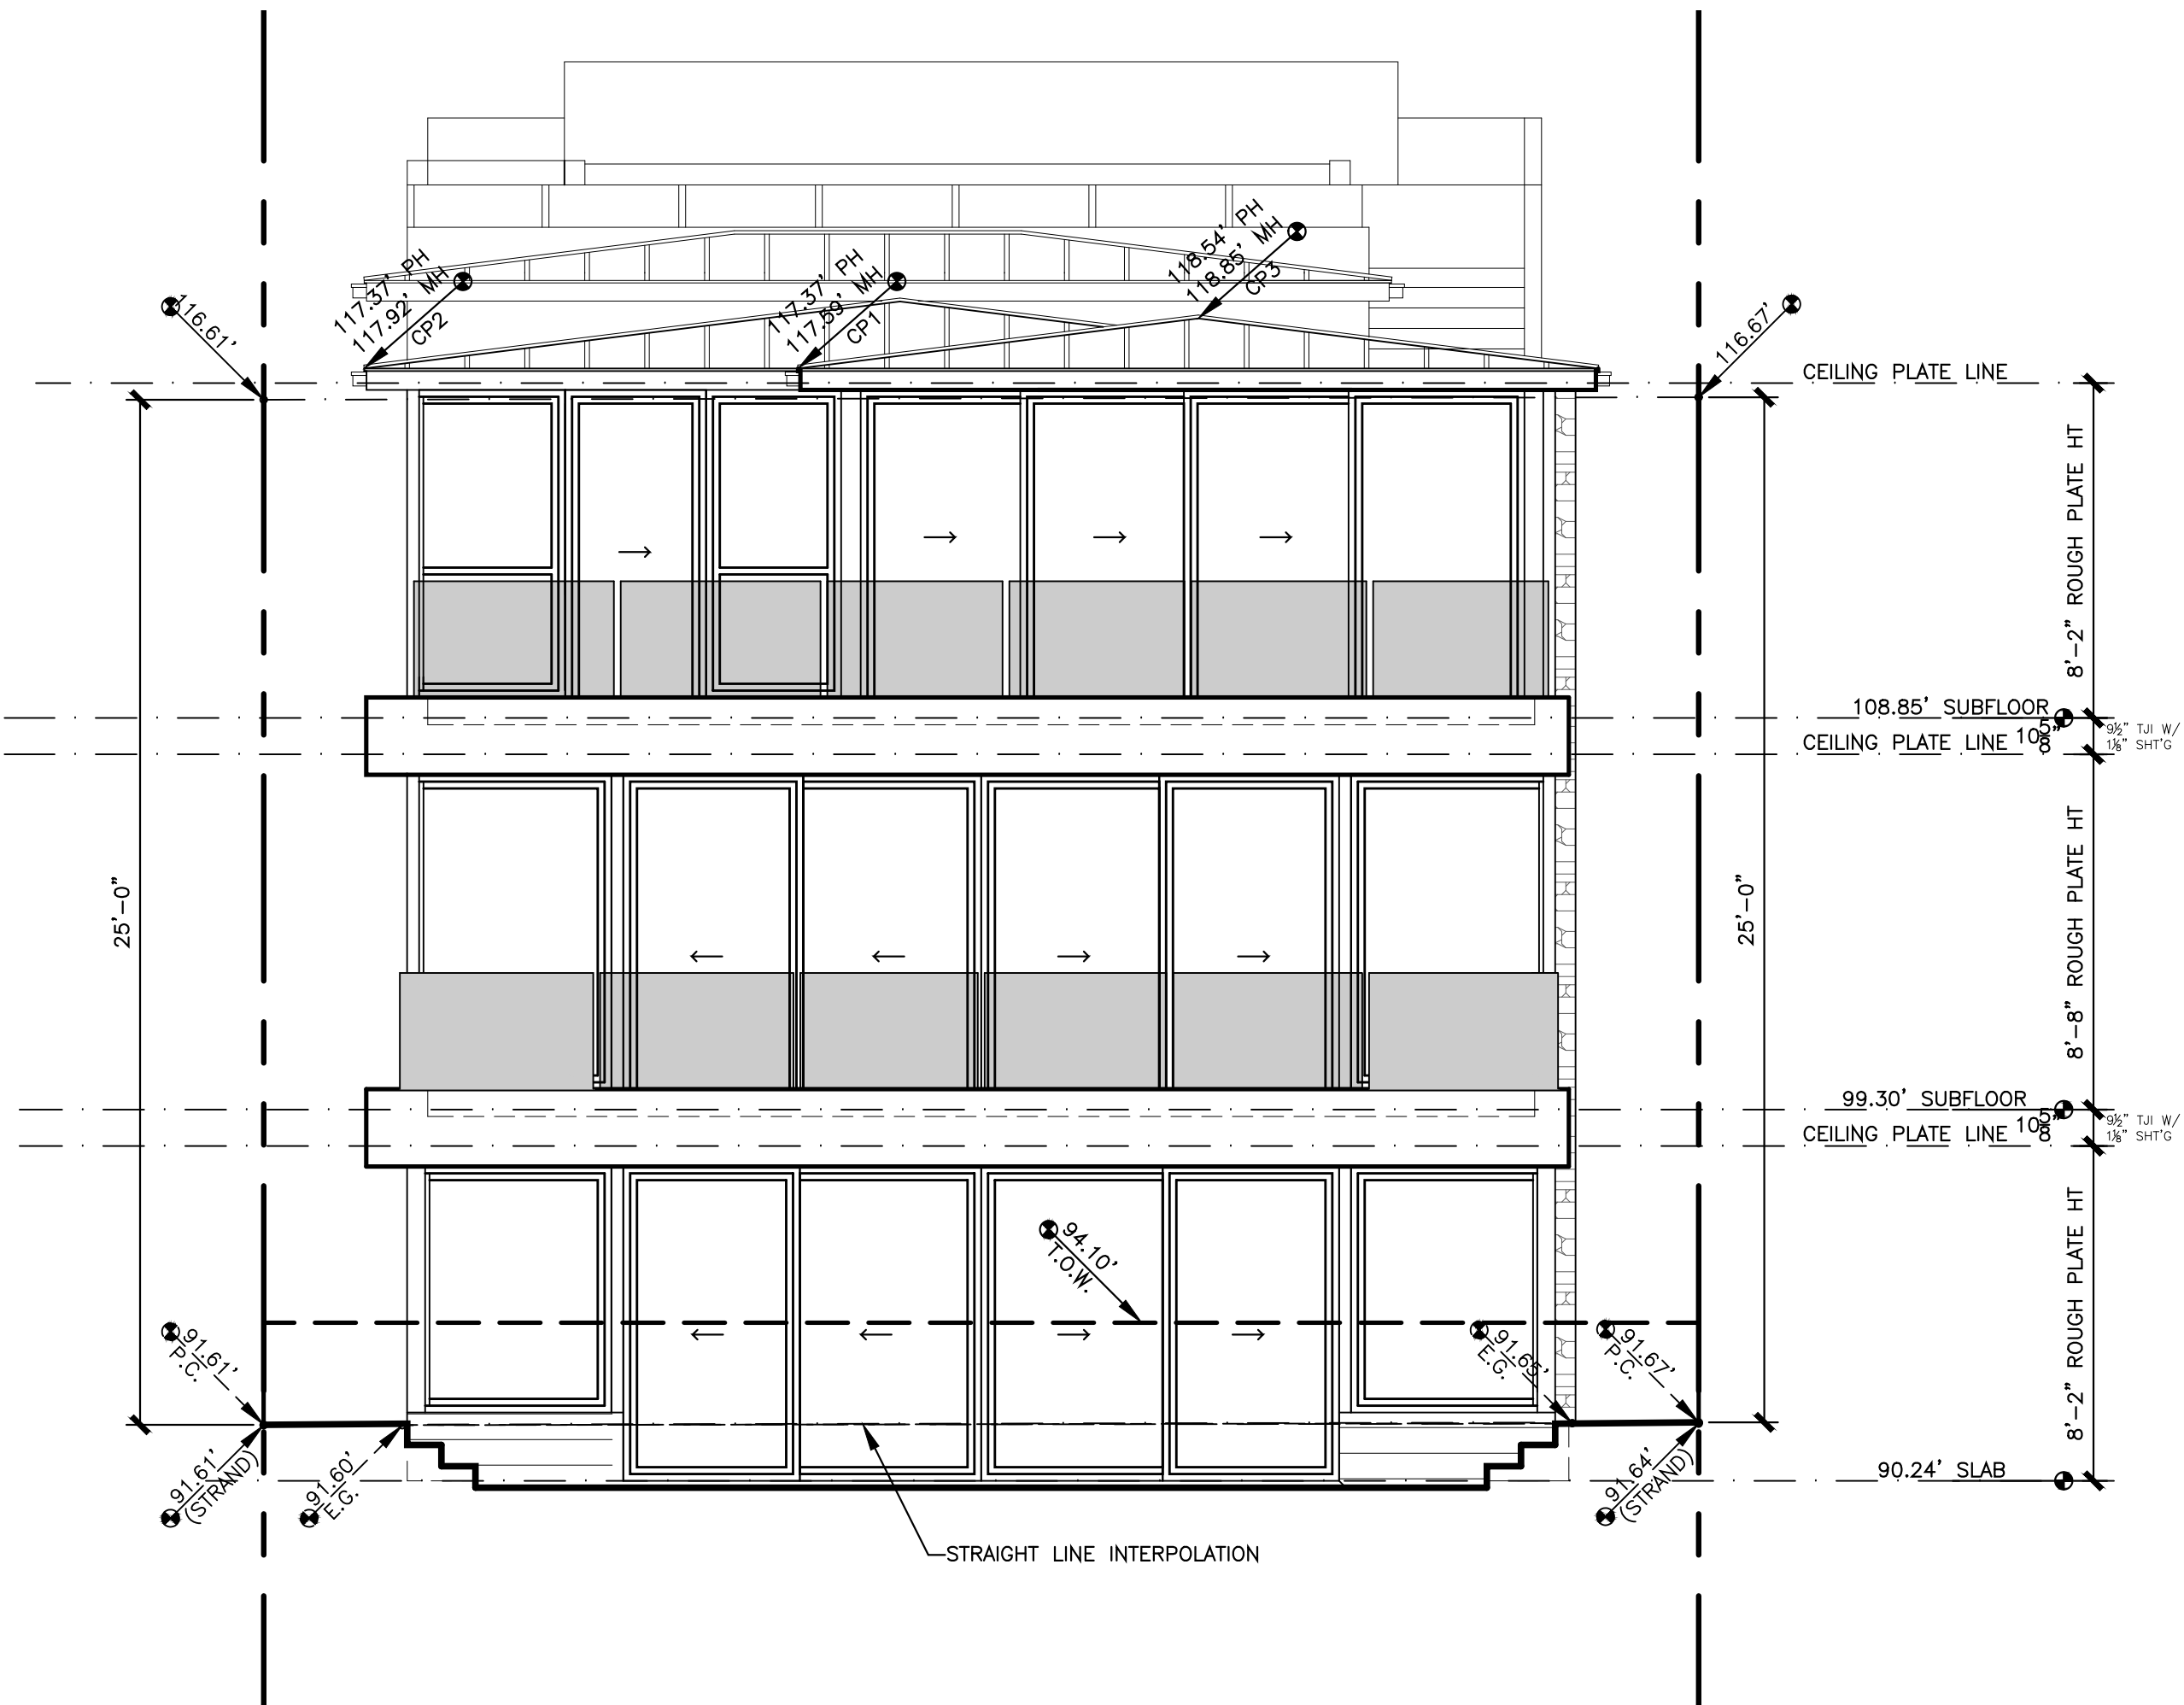 117.37' PH
117.92' MH
CP2
117.37' PH
117.59' MH
CP1
118.54' PH
118.85' MH
CP3
116.61'
116.67'
CEILING PLATE LINE
8'-2" ROUGH PLATE HT
108.85' SUBFLOOR
CEILING PLATE LINE
10⅝"
9½" TJI W/
1⅛" SHT'G
25'-0"
25'-0"
8'-8" ROUGH PLATE HT
99.30' SUBFLOOR
CEILING PLATE LINE
10⅝"
9½" TJI W/
1⅛" SHT'G
94.10'
T.O.W.
91.61'
P.C.
91.65'
E.G.
91.67'
P.C.
8'-2" ROUGH PLATE HT
91.61'
(STRAND)
91.60'
E.G.
91.64'
(STRAND)
90.24' SLAB
STRAIGHT LINE INTERPOLATION